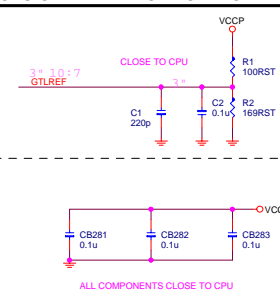 VCCP
CLOSE TO CPU
R1
100RST
3" 10:7
3"
GTLREF
C1
220p
C2
0.1u
R2
169RST
VCC
CB281
0.1u
CB282
0.1u
CB283
0.1u
ALL COMPONENTS CLOSE TO CPU